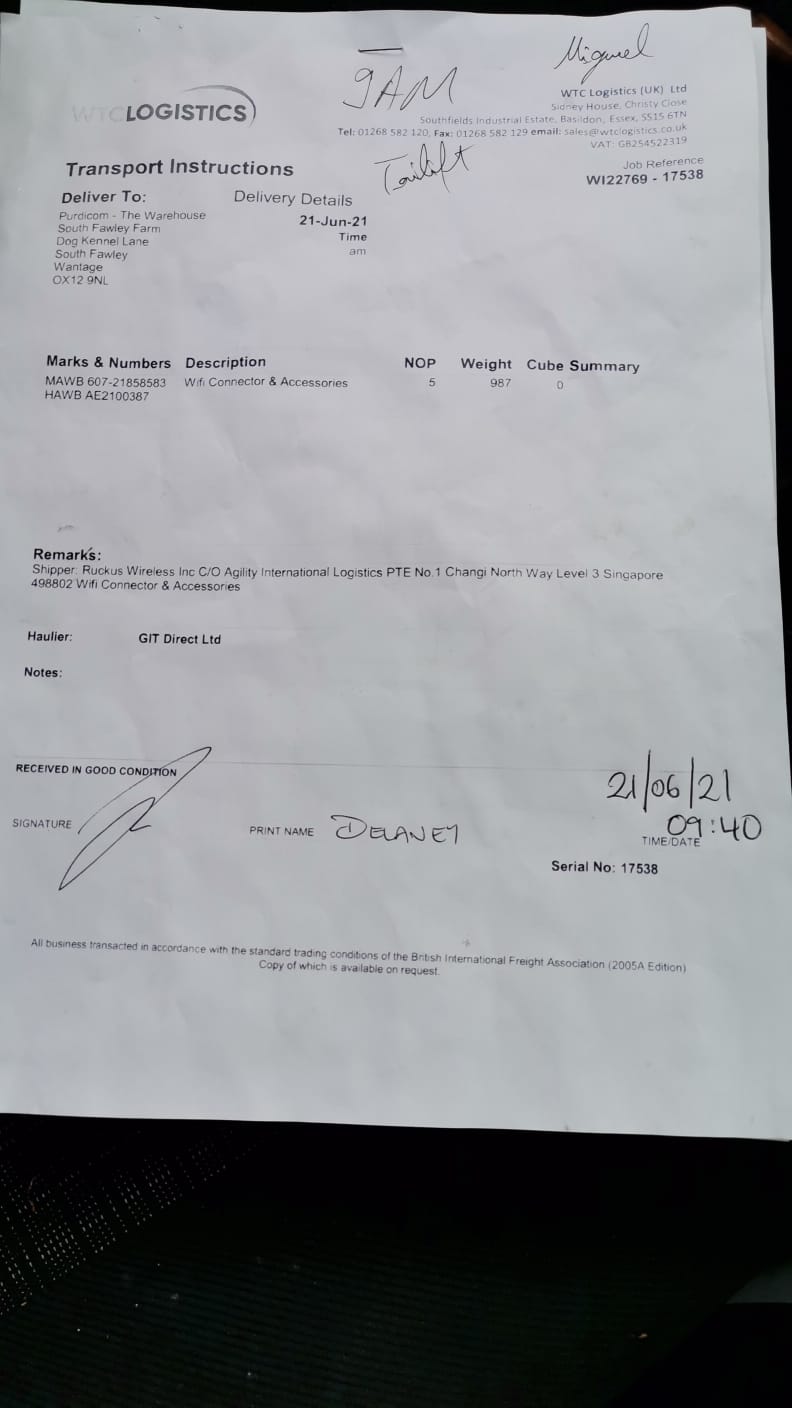 Miguel
9AM
WTCLOGISTICS
WTC Logistics (UK) Ltd
Sidney House, Christy Close
Southfields Industrial Estate, Basildon, Essex, SS15 6TN
Tel: 01268 582 120, Fax: 01268 582 129 email: sales@wtclogistics.co.uk
VAT: GB254522319
Tailift
Transport Instructions
Job Reference
WI22769 - 17538
Deliver To:
Purdicom - The Warehouse
South Fawley Farm
Dog Kennel Lane
South Fawley
Wantage
OX12 9NL
Delivery Details
21-Jun-21
Time
am
Marks & Numbers Description NOP Weight Cube Summary
MAWB 607-21858583 Wifi Connector & Accessories 5 987 0
HAWB AE2100387
Remarks:
Shipper: Ruckus Wireless Inc C/O Agility International Logistics PTE No.1 Changi North Way Level 3 Singapore
498802 Wifi Connector & Accessories
Haulier: GIT Direct Ltd
Notes:
RECEIVED IN GOOD CONDITION
21/06/21
09:40
SIGNATURE
PRINT NAME DELANEY
TIME/DATE
Serial No: 17538
All business transacted in accordance with the standard trading conditions of the British International Freight Association (2005A Edition)
Copy of which is available on request.